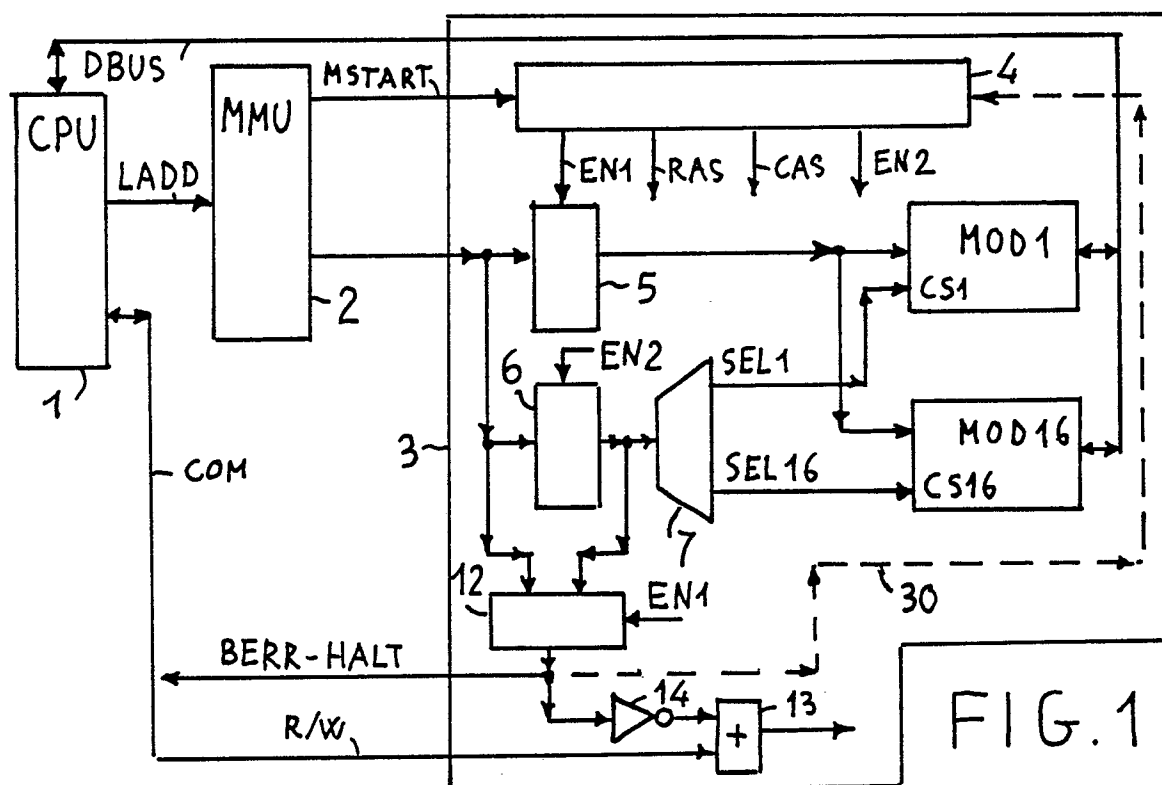 DBUS
MSTART
4
CPU
MMU
EN1
RAS
CAS
EN2
LADD
MOD1
CS1
5
2
1
6
EN2
SEL1
3
MOD16
CS16
COM
SEL16
7
12
EN1
30
BERR-HALT
14
13
R/W
+
FIG.1